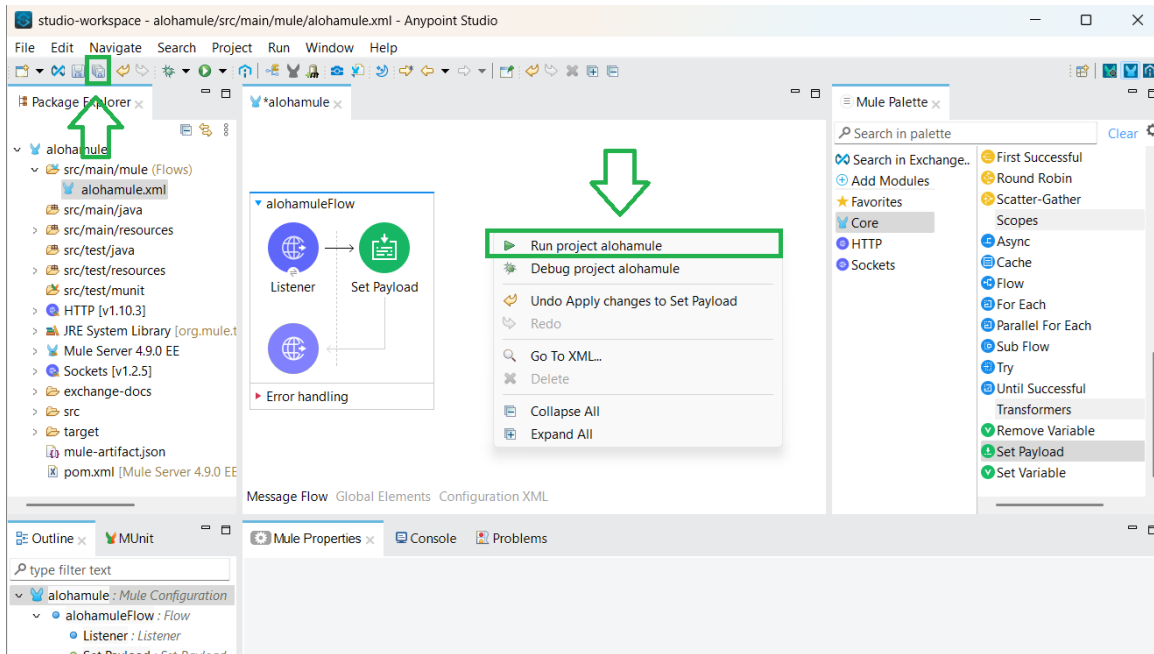 studio-workspace - alohamule/src/main/mule/alohamule.xml - Anypoint Studio
File Edit Navigate Search Project Run Window Help
Package Explorer
alohamule
src/main/mule (Flows)
alohamule.xml
src/main/java
src/main/resources
src/test/java
src/test/resources
src/test/munit
HTTP [v1.10.3]
JRE System Library [org.mule.t
Mule Server 4.9.0 EE
Sockets [v1.2.5]
exchange-docs
src
target
mule-artifact.json
pom.xml [Mule Server 4.9.0 EE
*alohamule
alohamuleFlow
Listener
Set Payload
Error handling
Run project alohamule
Debug project alohamule
Undo Apply changes to Set Payload
Redo
Go To XML...
Delete
Collapse All
Expand All
Message Flow Global Elements Configuration XML
Mule Palette
Search in palette
Clear
Search in Exchange..
Add Modules
Favorites
Core
HTTP
Sockets
First Successful
Round Robin
Scatter-Gather
Scopes
Async
Cache
Flow
For Each
Parallel For Each
Sub Flow
Try
Until Successful
Transformers
Remove Variable
Set Payload
Set Variable
Outline MUnit
type filter text
alohamule : Mule Configuration
alohamuleFlow : Flow
Listener : Listener
Set Payload : Set Payload
Mule Properties Console Problems